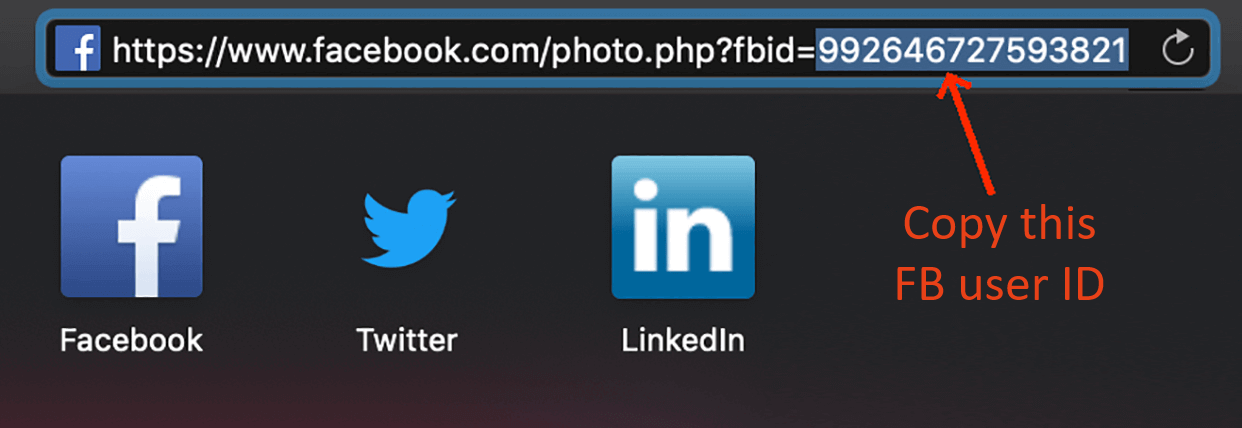 https://www.facebook.com/photo.php?fbid=992646727593821
Copy this
FB user ID
Facebook
Twitter
LinkedIn